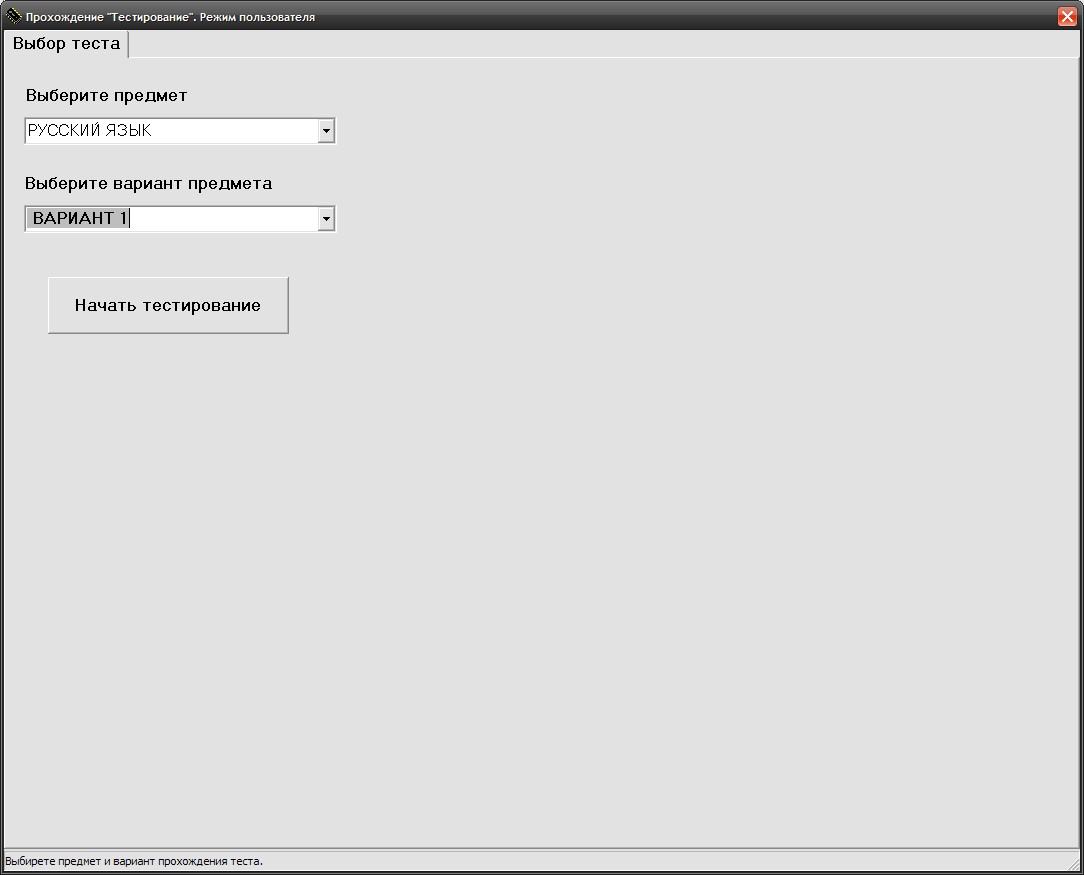 Прохождение "Тестирование". Режим пользователя
Выбор теста
Выберите предмет
РУССКИЙ ЯЗЫК
Выберите вариант предмета
ВАРИАНТ 1
Начать тестирование
Выбирете предмет и вариант прохождения теста.